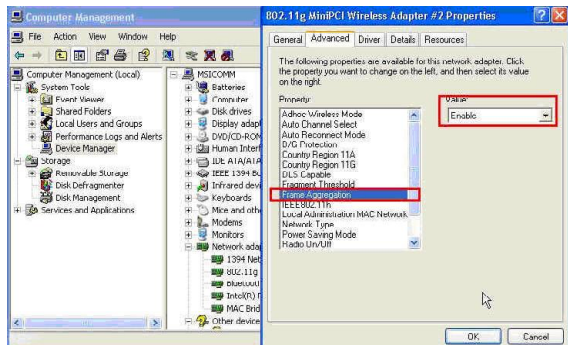 Computer Management
File Action View Window Help
Computer Management (Local)
System Tools
Event Viewer
Shared Folders
Local Users and Groups
Performance Logs and Alerts
Device Manager
Storage
Removable Storage
Disk Defragmenter
Disk Management
Services and Applications
MSICOMM
Batteries
Computer
Disk drives
Display adapt
DVD/CD-ROM
Human Interf
IDE ATA/ATA
IEEE 1394 Bu
Infrared devi
Keyboards
Mice and oth
Modems
Monitors
Network adap
1394 Net
802.11g
Bluetoot
Intel(R)
MAC Brid
Other device
802.11g MiniPCI Wireless Adapter #2 Properties
General Advanced Driver Details Resources
The following properties are available for this network adapter. Click
the property you want to change on the left, and then select its value
on the right.
Property:
Adhoc Wireless Mode
Auto Channel Select
Auto Reconnect Mode
B/G Protection
Country Region 11A
Country Region 11G
DLS Capable
Fragment Threshold
Frame Aggregation
IEEE802.11h
Local Administration MAC Network
Network Type
Power Saving Mode
Radio On/Off
Value:
Enable
OK Cancel